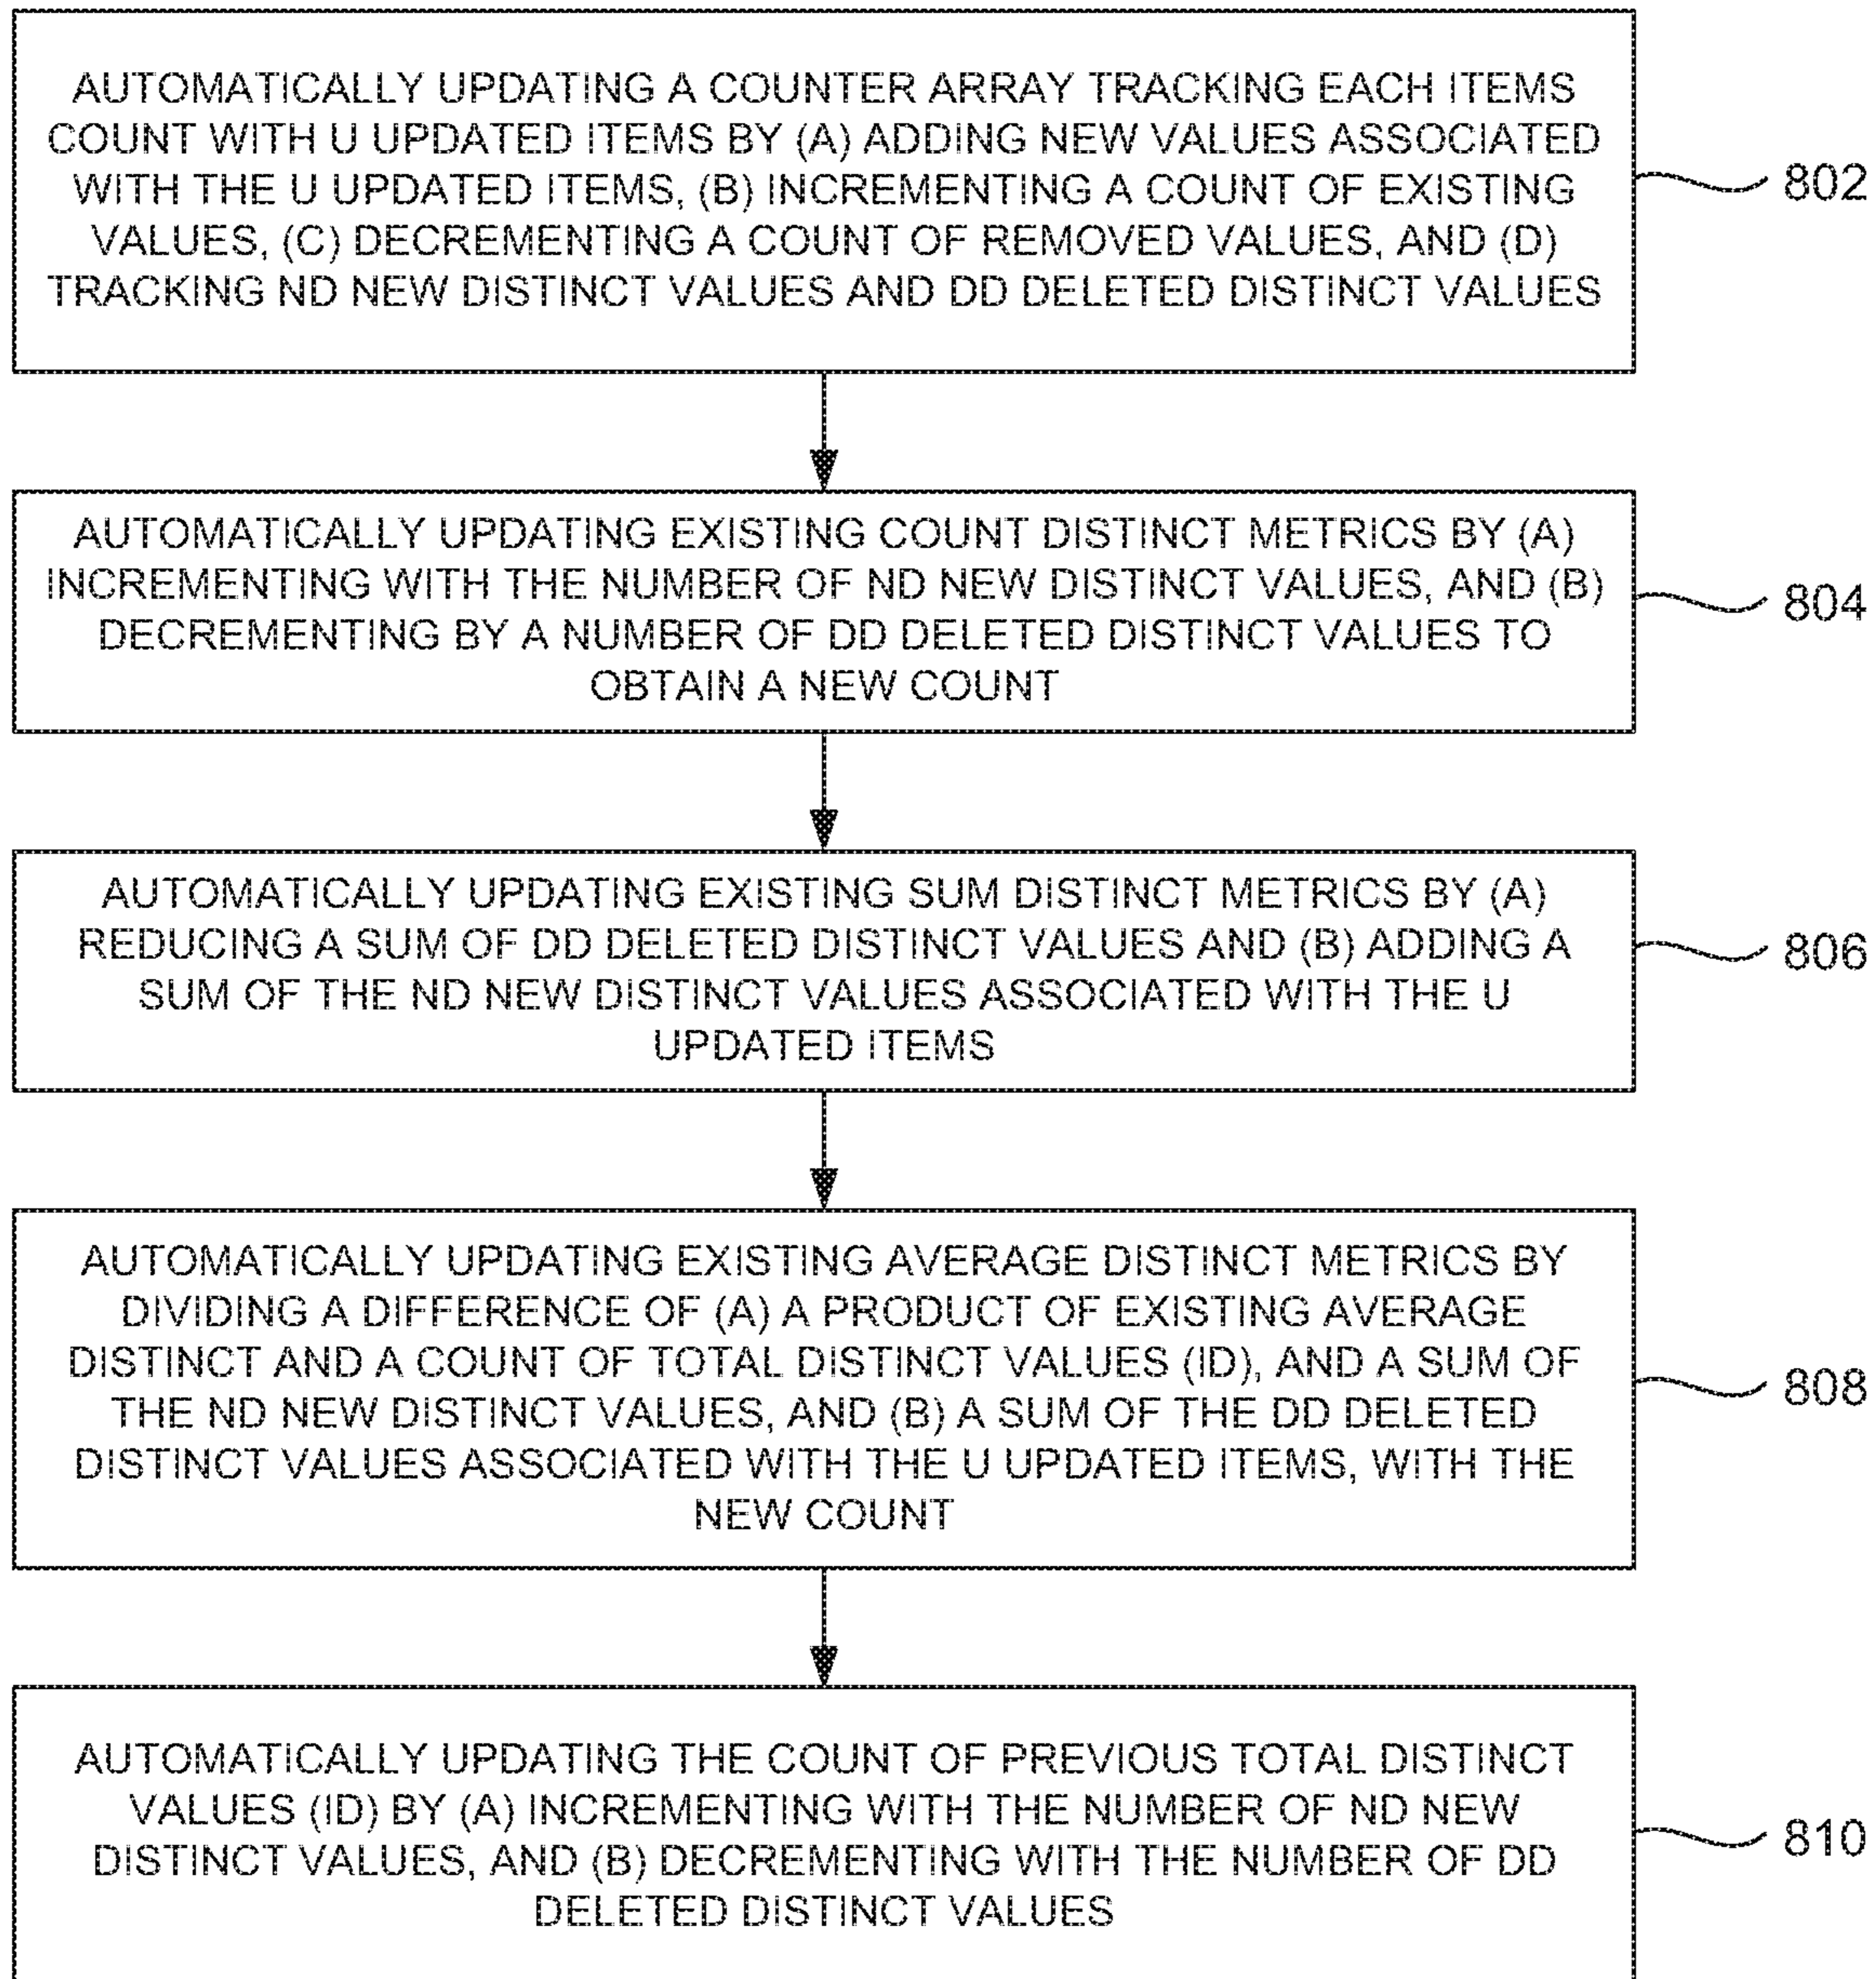 AUTOMATICALLY UPDATING A COUNTER ARRAY TRACKING EACH ITEMS
COUNT WITH U UPDATED ITEMS BY (A) ADDING NEW VALUES ASSOCIATED
WITH THE U UPDATED ITEMS, (B) INCREMENTING A COUNT OF EXISTING
VALUES, (C) DECREMENTING A COUNT OF REMOVED VALUES, AND (D)
TRACKING ND NEW DISTINCT VALUES AND DD DELETED DISTINCT VALUES
802
AUTOMATICALLY UPDATING EXISTING COUNT DISTINCT METRICS BY (A)
INCREMENTING WITH THE NUMBER OF ND NEW DISTINCT VALUES, AND (B)
DECREMENTING BY A NUMBER OF DD DELETED DISTINCT VALUES TO
OBTAIN A NEW COUNT
804
AUTOMATICALLY UPDATING EXISTING SUM DISTINCT METRICS BY (A)
REDUCING A SUM OF DD DELETED DISTINCT VALUES AND (B) ADDING A
SUM OF THE ND NEW DISTINCT VALUES ASSOCIATED WITH THE U
UPDATED ITEMS
806
AUTOMATICALLY UPDATING EXISTING AVERAGE DISTINCT METRICS BY
DIVIDING A DIFFERENCE OF (A) A PRODUCT OF EXISTING AVERAGE
DISTINCT AND A COUNT OF TOTAL DISTINCT VALUES (ID), AND A SUM OF
THE ND NEW DISTINCT VALUES, AND (B) A SUM OF THE DD DELETED
DISTINCT VALUES ASSOCIATED WITH THE U UPDATED ITEMS, WITH THE
NEW COUNT
808
AUTOMATICALLY UPDATING THE COUNT OF PREVIOUS TOTAL DISTINCT
VALUES (ID) BY (A) INCREMENTING WITH THE NUMBER OF ND NEW
DISTINCT VALUES, AND (B) DECREMENTING WITH THE NUMBER OF DD
DELETED DISTINCT VALUES
810